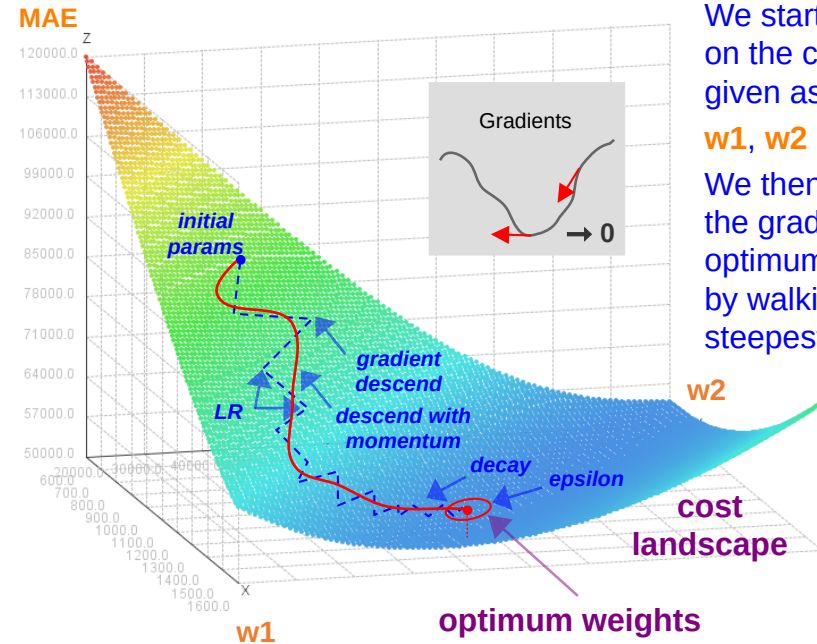 MAE
Z
120000.0
113000.0
106000.0
99000.0
92000.0
85000.0
78000.0
71000.0
64000.0
57000.0
50000.0
20000.0
30000.0
40000.0
600.0
700.0
800.0
900.0
1000.0
1100.0
1200.0
1300.0
1400.0
1500.0
1600.0
X
w1
w2
initial
params
gradient
descend
LR
descend with
momentum
decay
epsilon
cost
landscape
optimum weights
Gradients
0
We start
on the c
given as
w1, w2
We then
the grad
optimum
by walki
steepest